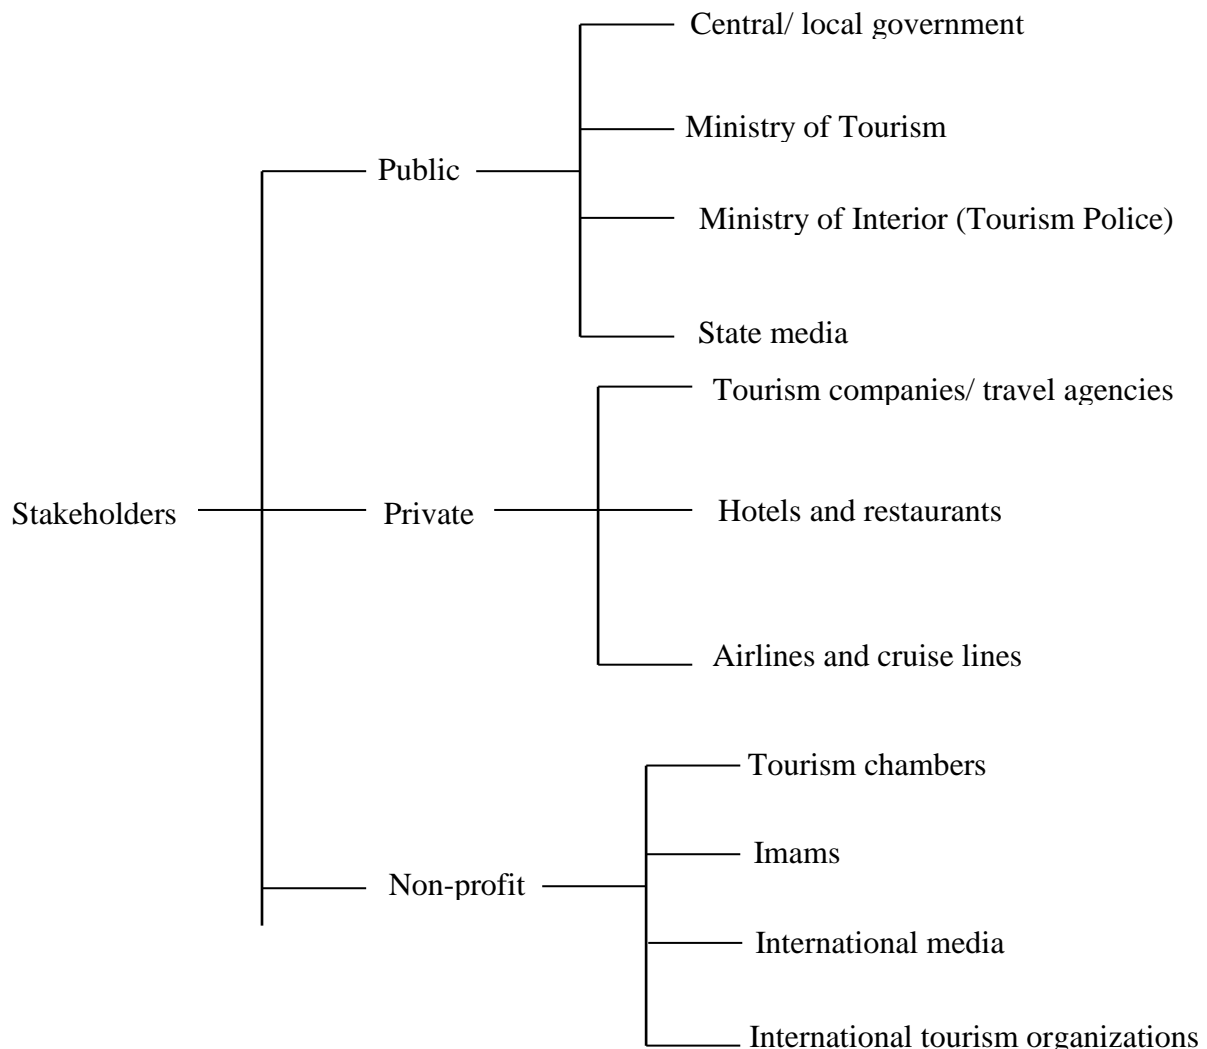 Central/ local government
Ministry of Tourism
Public
Ministry of Interior (Tourism Police)
State media
Tourism companies/ travel agencies
Stakeholders
Private
Hotels and restaurants
Airlines and cruise lines
Tourism chambers
Imams
Non-profit
International media
International tourism organizations